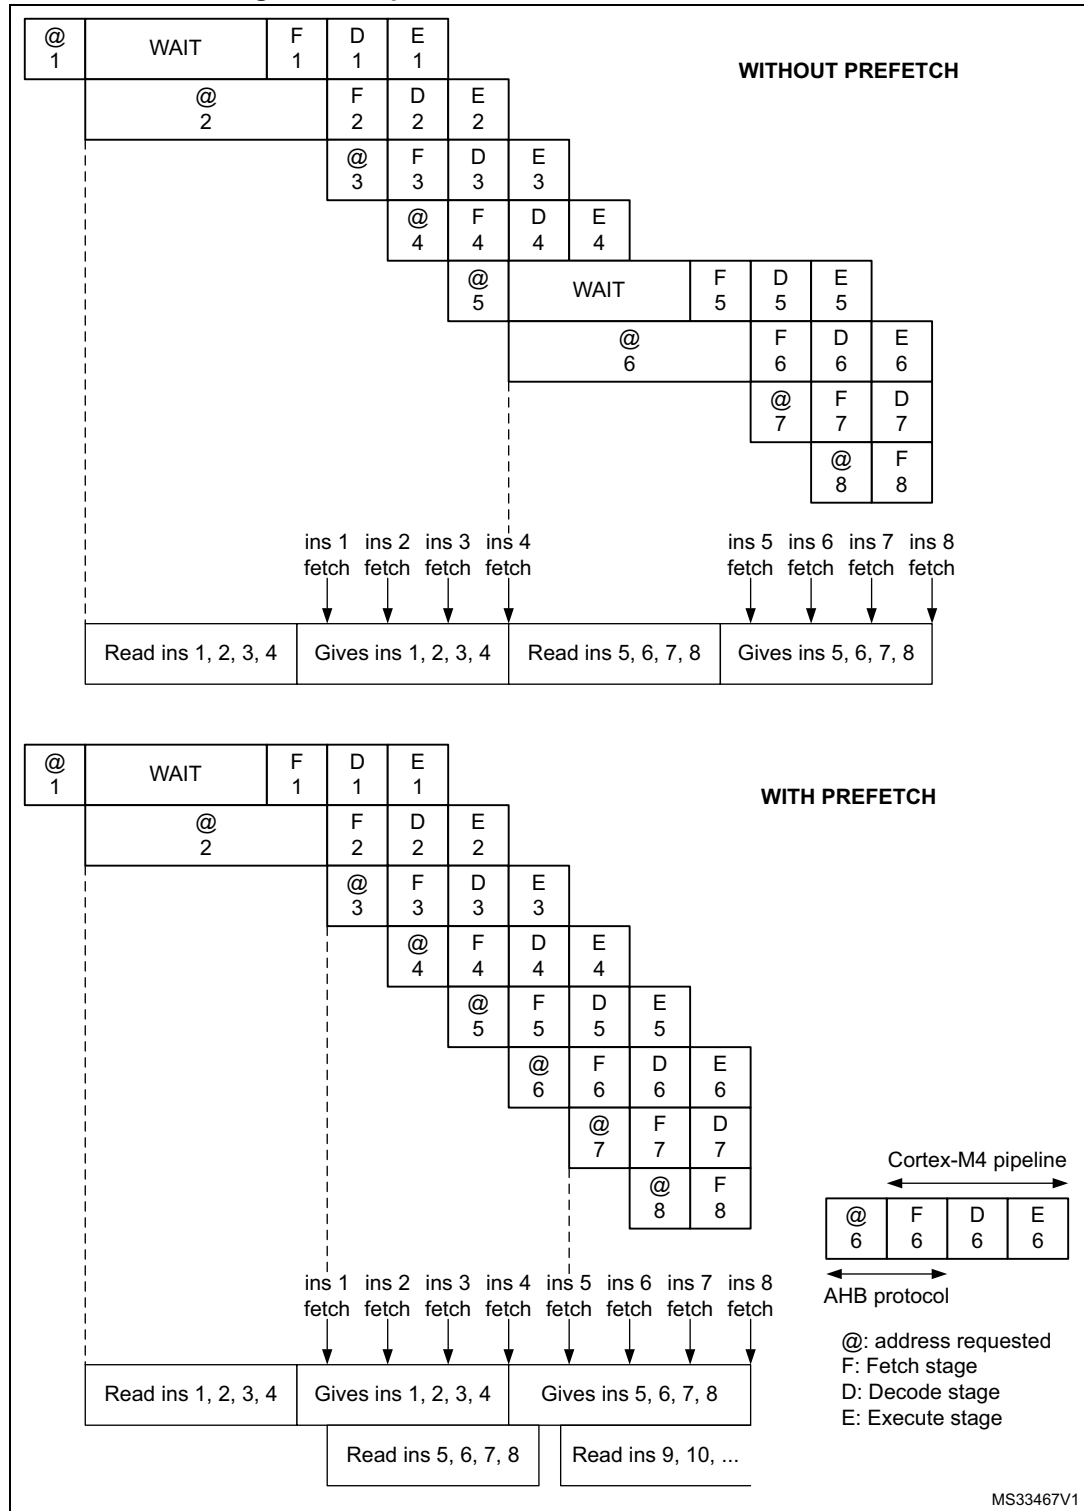 @ WAIT F D E
1 1 1 1
WITHOUT PREFETCH
@ F D E
2 2 2 2
@ F D E
3 3 3 3
@ F D E
4 4 4 4
@ WAIT F D E
5 5 5 5
@ F D E
6 6 6 6
@ F D
7 7 7
@ F
8 8
ins 1 ins 2 ins 3 ins 4 ins 5 ins 6 ins 7 ins 8
fetch fetch fetch fetch fetch fetch fetch fetch
Read ins 1, 2, 3, 4 Gives ins 1, 2, 3, 4 Read ins 5, 6, 7, 8 Gives ins 5, 6, 7, 8
@ WAIT F D E
1 1 1 1
WITH PREFETCH
@ F D E
2 2 2 2
@ F D E
3 3 3 3
@ F D E
4 4 4 4
@ F D E
5 5 5 5
@ F D E
6 6 6 6
@ F D
7 7 7
@ F
8 8
Cortex-M4 pipeline
@ F D E
6 6 6 6
AHB protocol
@: address requested
F: Fetch stage
D: Decode stage
E: Execute stage
ins 1 ins 2 ins 3 ins 4 ins 5 ins 6 ins 7 ins 8
fetch fetch fetch fetch fetch fetch fetch fetch
Read ins 1, 2, 3, 4 Gives ins 1, 2, 3, 4 Gives ins 5, 6, 7, 8
Read ins 5, 6, 7, 8 Read ins 9, 10, ...
MS33467V1